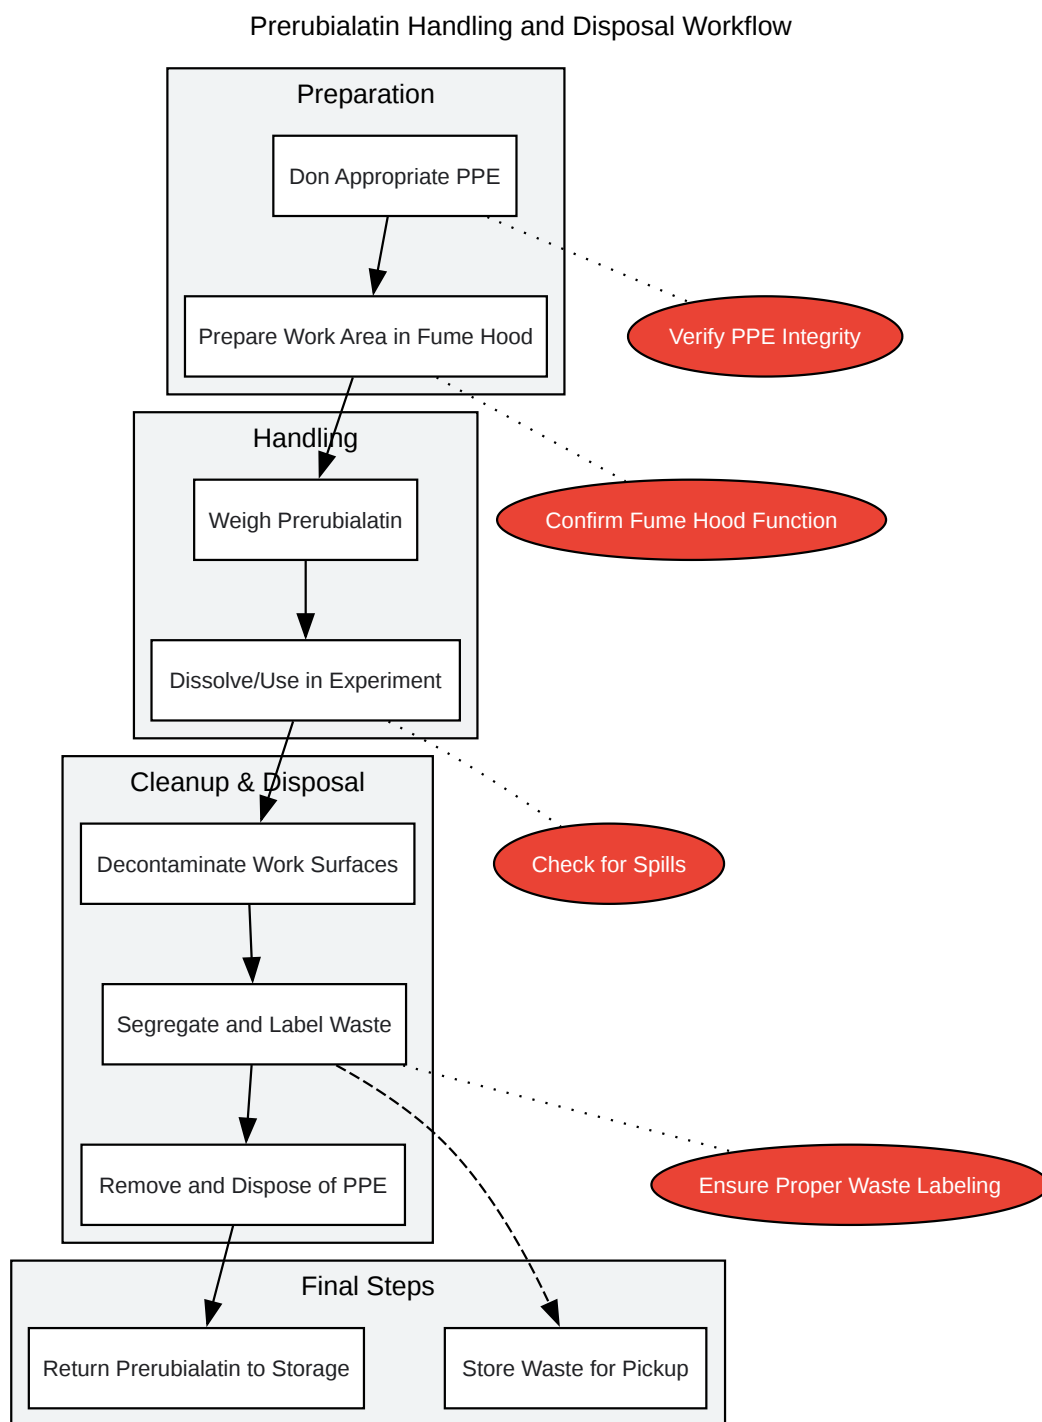 Prerubialatin Handling and Disposal Workflow
Preparation
Don Appropriate PPE
Prepare Work Area in Fume Hood
Verify PPE Integrity
Handling
Weigh Prerubialatin
Confirm Fume Hood Function
Dissolve/Use in Experiment
Cleanup & Disposal
Decontaminate Work Surfaces
Check for Spills
Segregate and Label Waste
Remove and Dispose of PPE
Ensure Proper Waste Labeling
Final Steps
Return Prerubialatin to Storage
Store Waste for Pickup